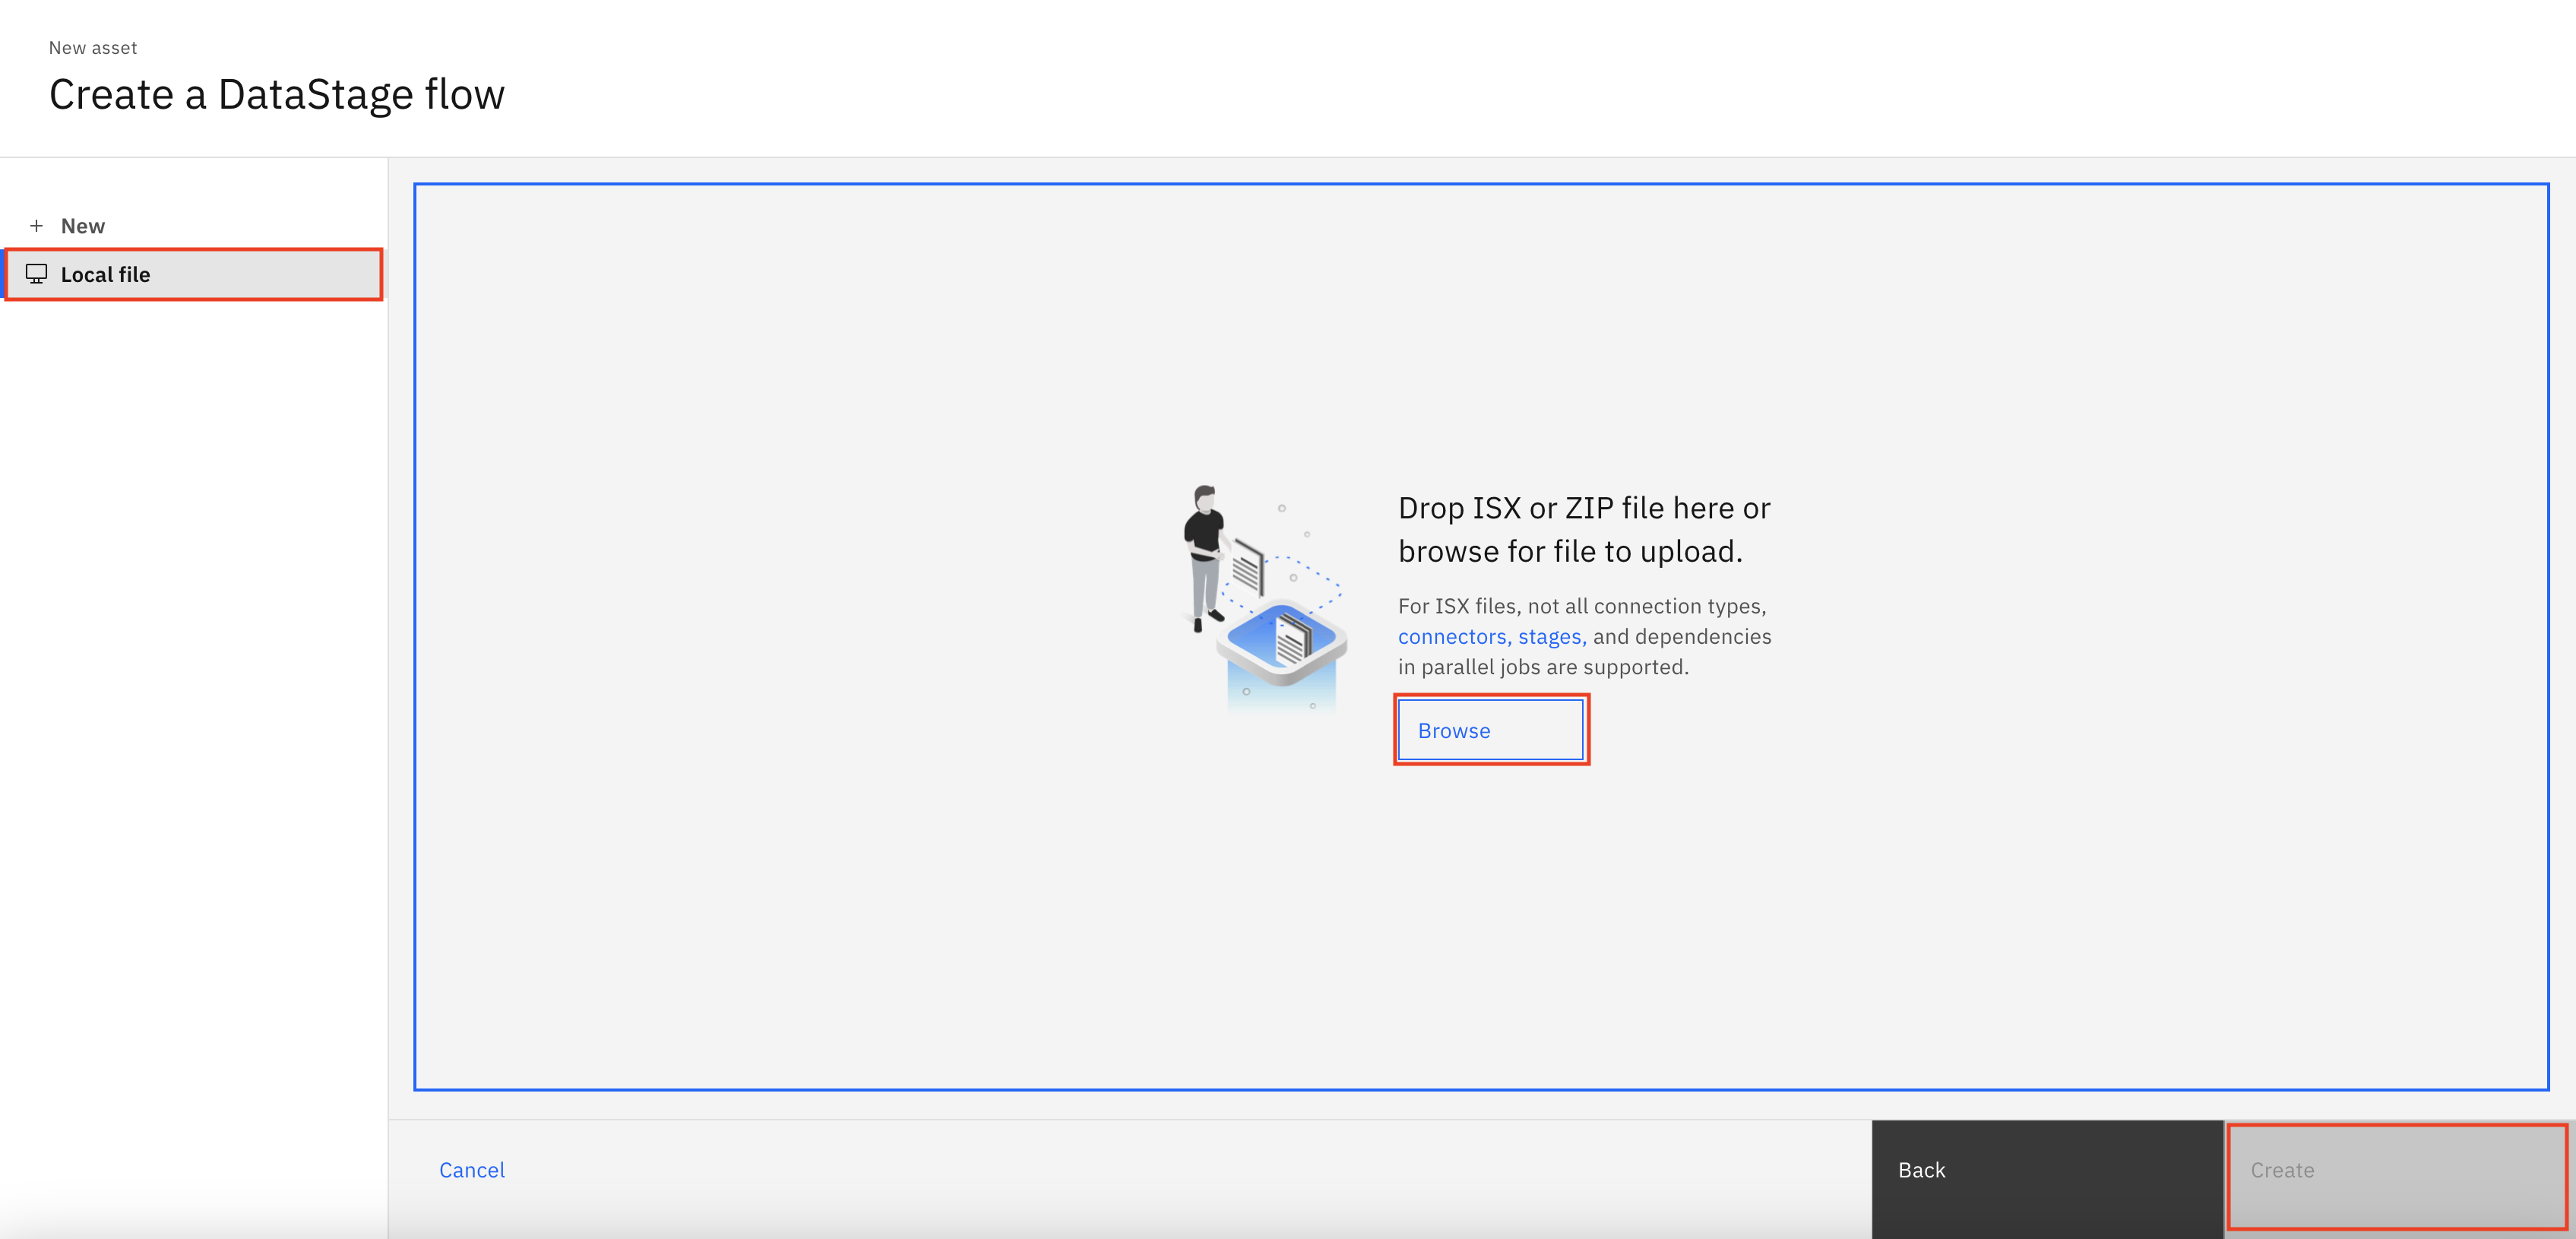 New asset
Create a DataStage flow
New
Local file
Drop ISX or ZIP file here or
browse for file to upload.
For ISX files, not all connection types,
connectors, stages, and dependencies
in parallel jobs are supported.
Browse
Cancel
Back
Create